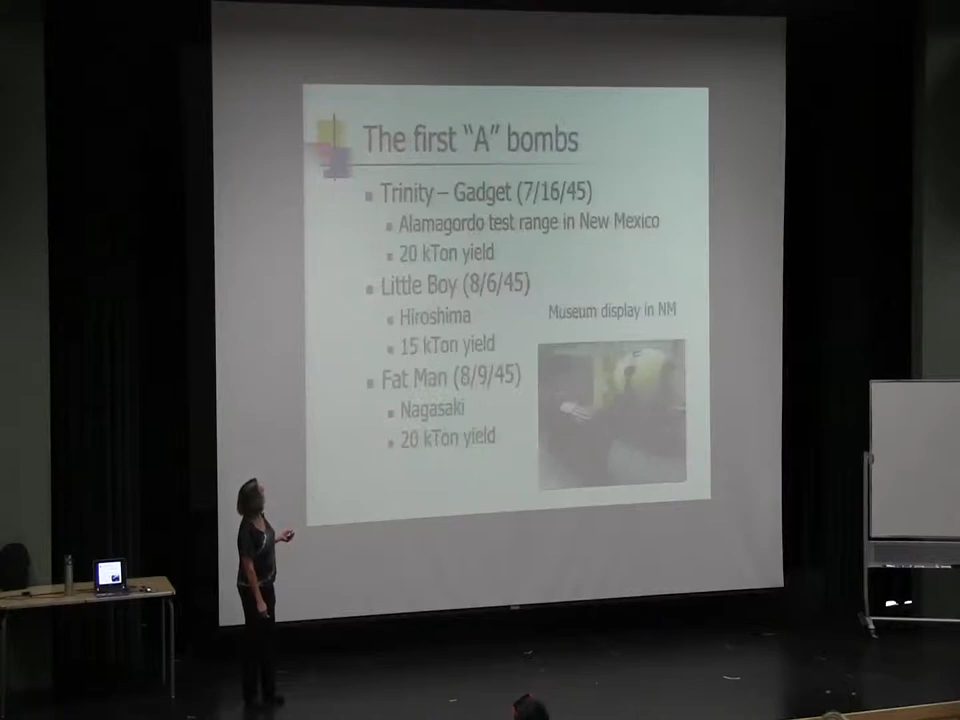 The first “A” bombs
Trinity – Gadget (7/16/45)
Alamagordo test range in New Mexico
20 kTon yield
Little Boy (8/6/45)
Hiroshima
15 kTon yield
Fat Man (8/9/45)
Nagasaki
20 kTon yield
Museum display in NM